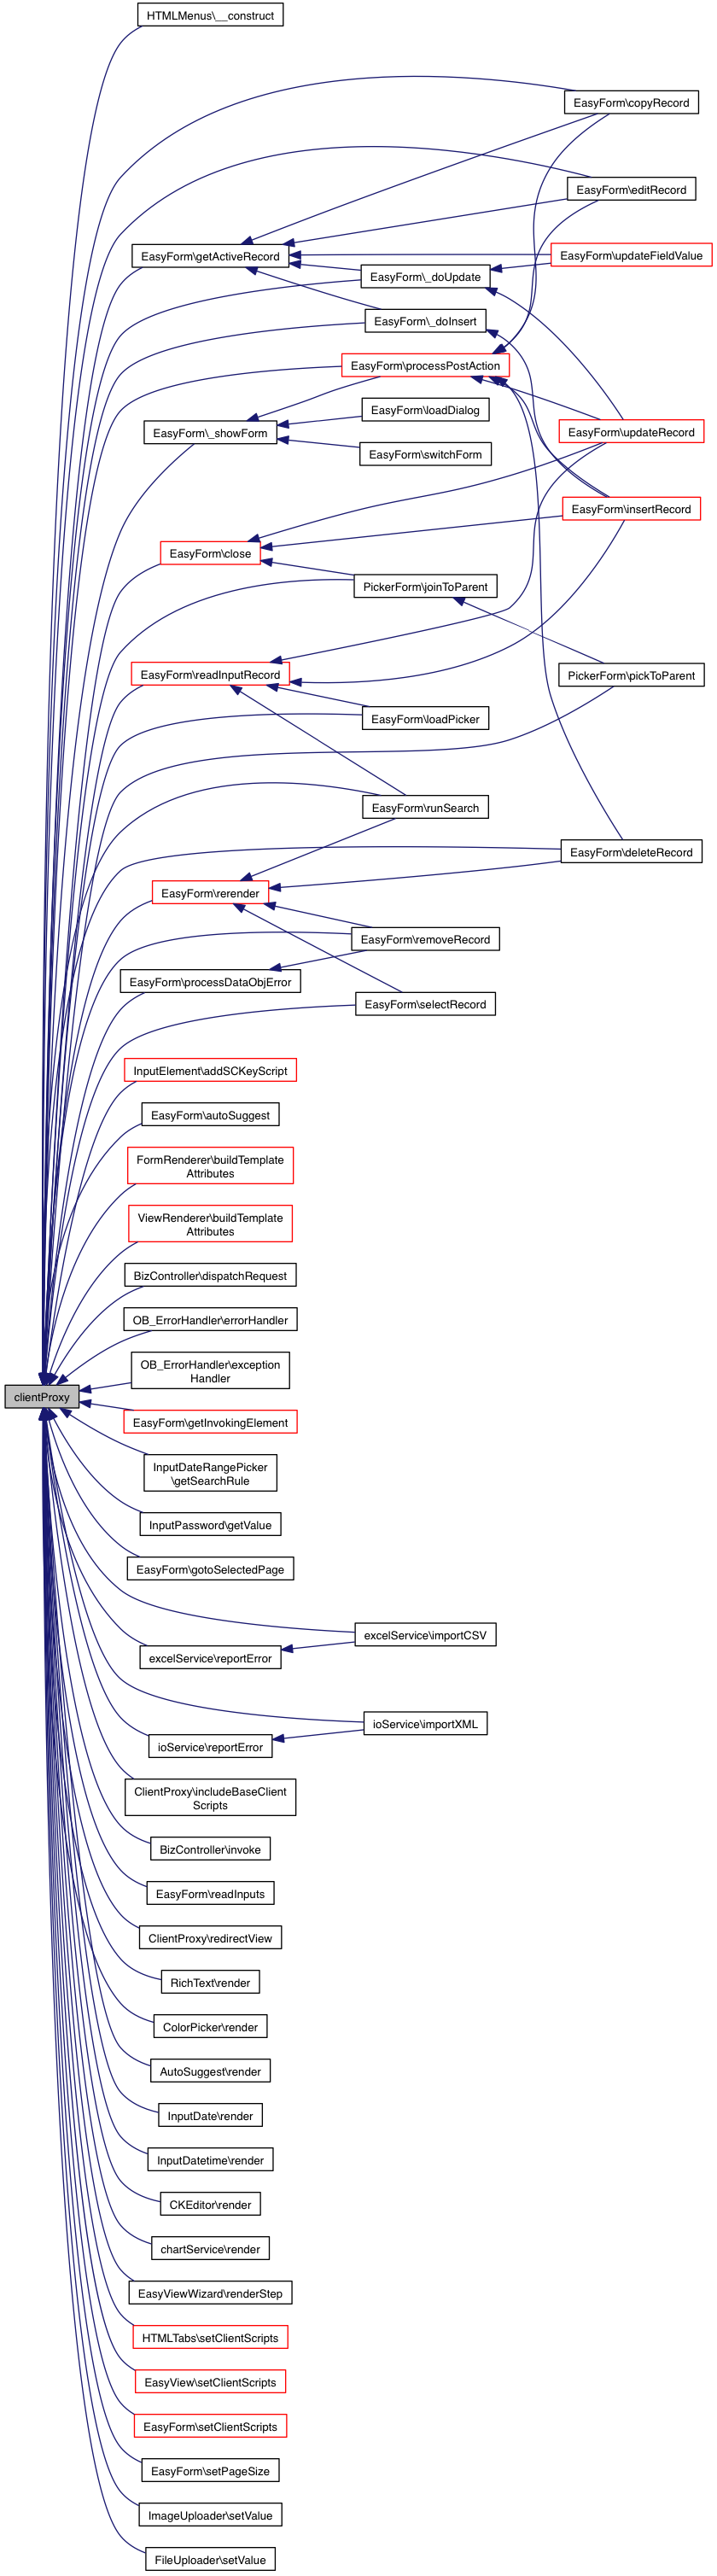 HTMLMenus\__construct
EasyForm\copyRecord
EasyForm\editRecord
EasyForm\getActiveRecord
EasyForm\updateFieldValue
EasyForm\_doUpdate
EasyForm\_doInsert
EasyForm\processPostAction
EasyForm\loadDialog
EasyForm\_showForm
EasyForm\updateRecord
EasyForm\switchForm
EasyForm\insertRecord
EasyForm\close
PickerForm\joinToParent
EasyForm\readInputRecord
PickerForm\pickToParent
EasyForm\loadPicker
EasyForm\runSearch
EasyForm\deleteRecord
EasyForm\rerender
EasyForm\removeRecord
EasyForm\processDataObjError
EasyForm\selectRecord
InputElement\addSCKeyScript
EasyForm\autoSuggest
FormRenderer\buildTemplate
Attributes
ViewRenderer\buildTemplate
Attributes
BizController\dispatchRequest
OB_ErrorHandler\errorHandler
OB_ErrorHandler\exception
Handler
clientProxy
EasyForm\getInvokingElement
InputDateRangePicker
\getSearchRule
InputPassword\getValue
EasyForm\gotoSelectedPage
excelService\importCSV
excelService\reportError
ioService\importXML
ioService\reportError
ClientProxy\includeBaseClient
Scripts
BizController\invoke
EasyForm\readInputs
ClientProxy\redirectView
RichText\render
ColorPicker\render
AutoSuggest\render
InputDate\render
InputDatetime\render
CKEditor\render
chartService\render
EasyViewWizard\renderStep
HTMLTabs\setClientScripts
EasyView\setClientScripts
EasyForm\setClientScripts
EasyForm\setPageSize
ImageUploader\setValue
FileUploader\setValue